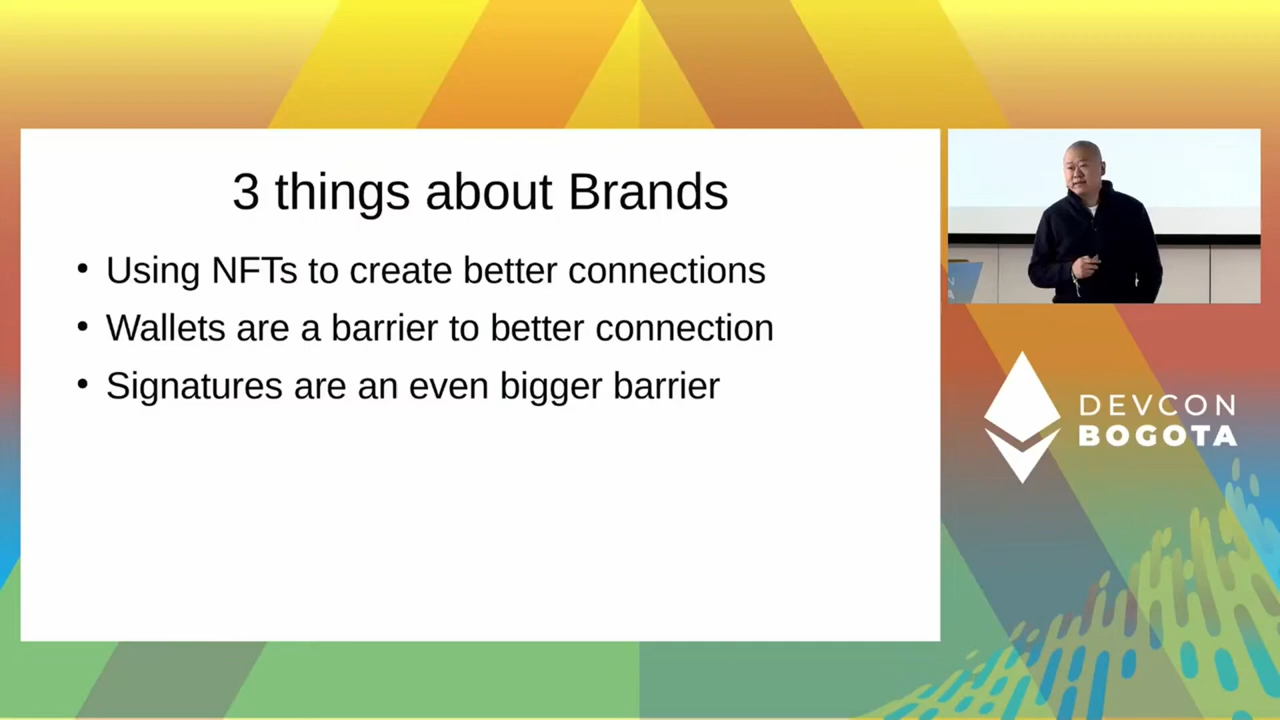 3 things about Brands
• Using NFTs to create better connections
• Wallets are a barrier to better connection
• Signatures are an even bigger barrier
DEVCON
BOGOTA